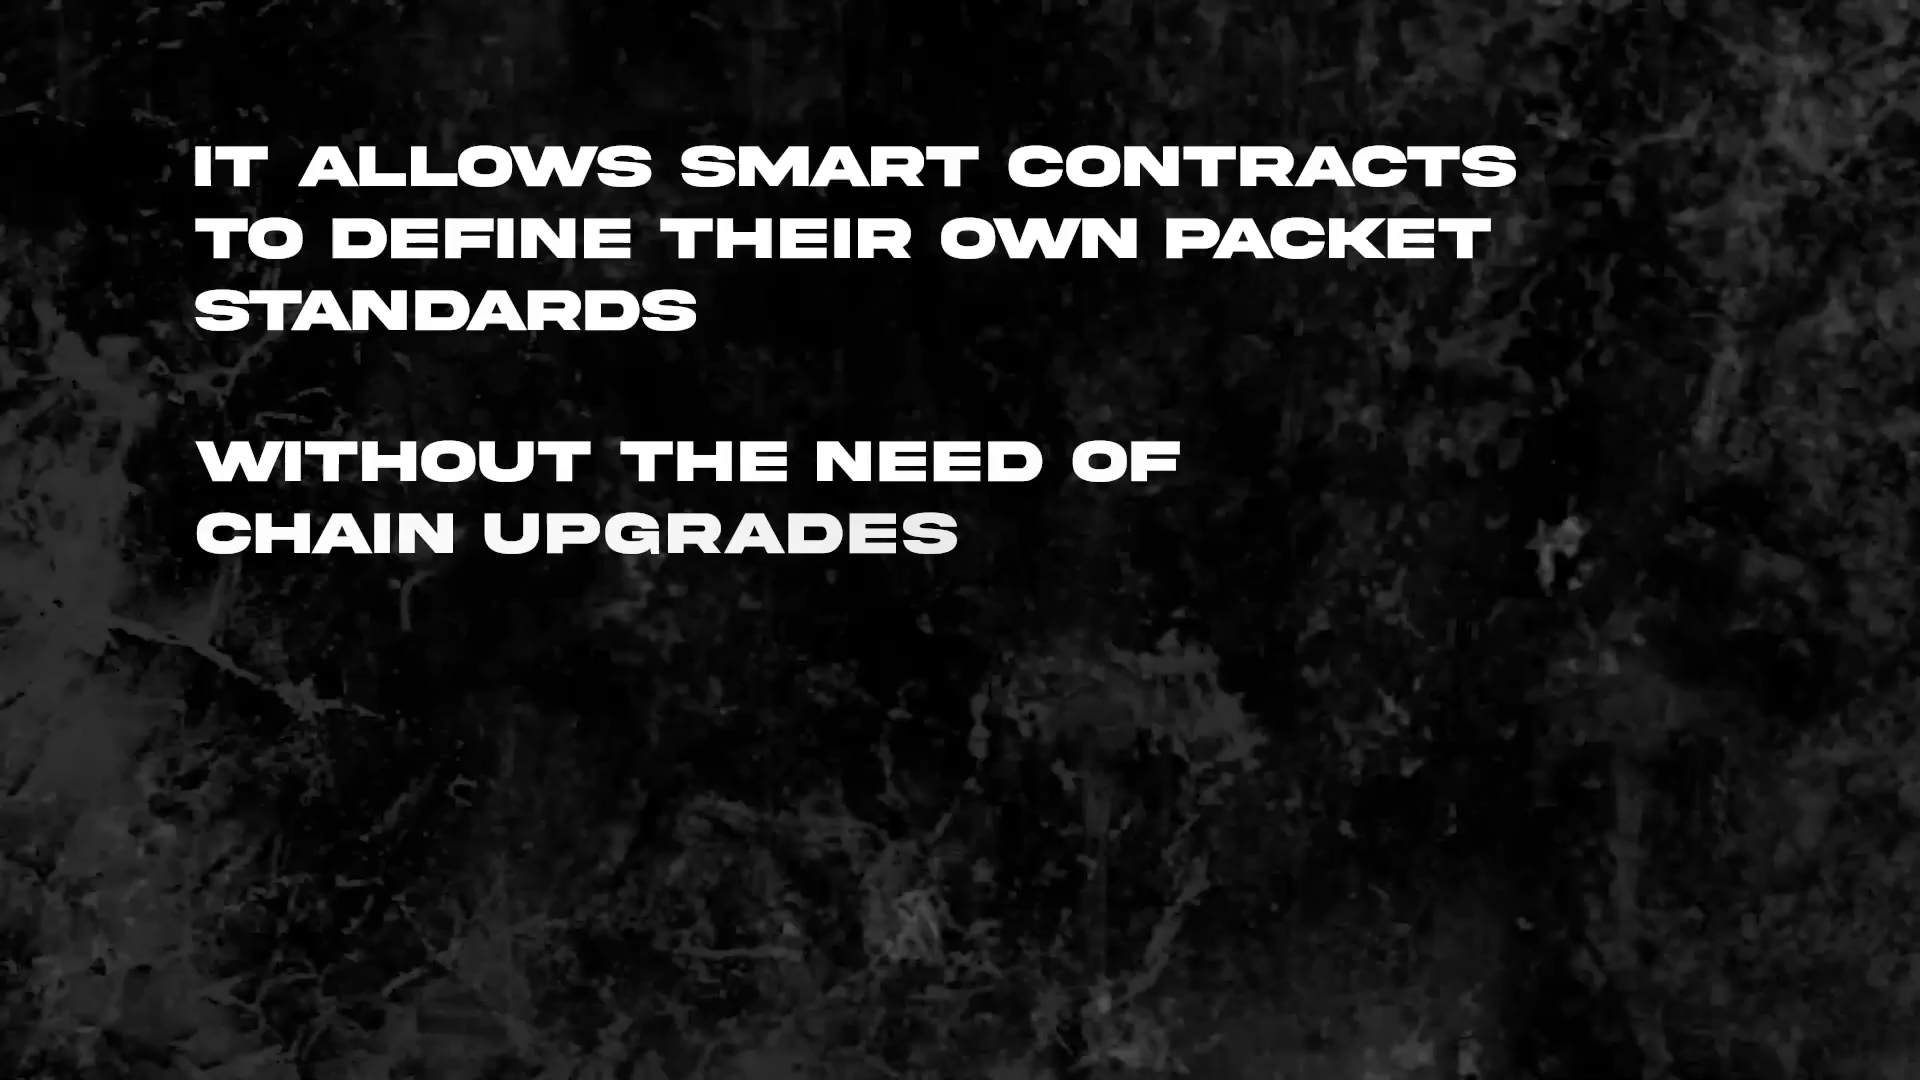 IT ALLOWS SMART CONTRACTS
TO DEFINE THEIR OWN PACKET
STANDARDS
WITHOUT THE NEED OF
CHAIN UPGRADES